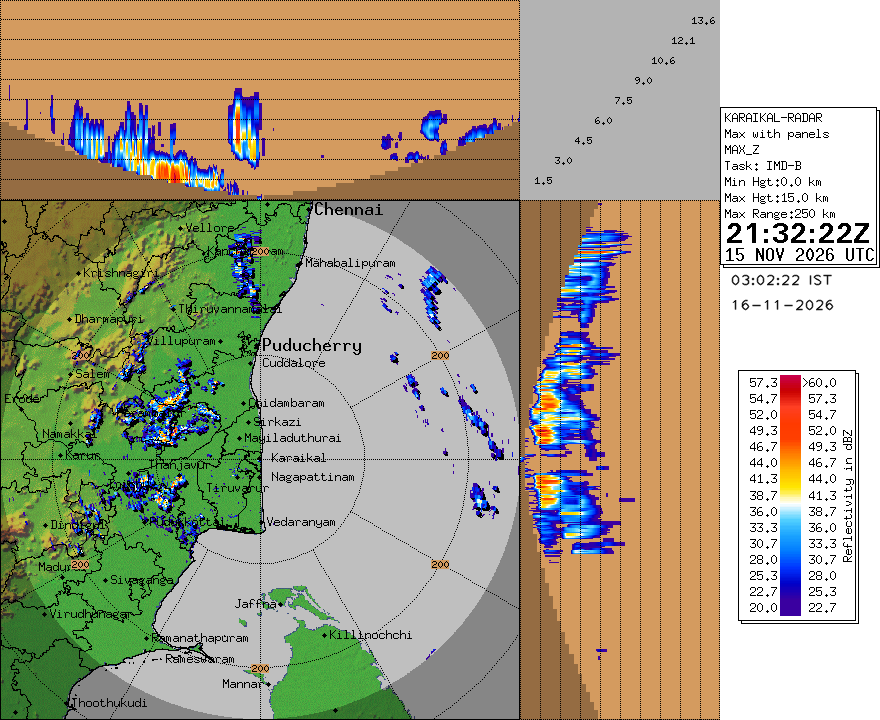 13.6
12.1
10.6
9.0
7.5
6.0
4.5
3.0
1.5
KARAIKAL-RADAR
Max with panels
MAX_Z
Task: IMD-B
Min Hgt:0.0 km
Max Hgt:15.0 km
Max Range:250 km
21:32:22Z
15 NOV 2026 UTC
03:02:22 IST
16-11-2026
Chennai
Vellore
200
Mahabalipuram
Krishnagiri
Thiruvannamalai
Dharmapuri
Villupuram
Puducherry
200
200
Cuddalore
Salem
Erode
Chidambaram
Sirkazi
Namakkal
Mayiladuthurai
Karur
Karaikal
Thanjavur
Nagapattinam
Tiruvarur
Dindigul
Pudukkottai
Vedaranyam
200
200
Madurai
Sivaganga
Jaffna
Virudhunagar
Ramanathapuram
Killinochchi
Rameswaram
200
Mannar
Thoothukudi
57.3 >60.0
54.7 57.3
52.0 54.7
49.3 52.0
46.7 49.3
44.0 46.7
41.3 44.0
38.7 41.3
36.0 38.7
33.3 36.0
30.7 33.3
28.0 30.7
25.3 28.0
22.7 25.3
20.0 22.7
Reflectivity in dBZ